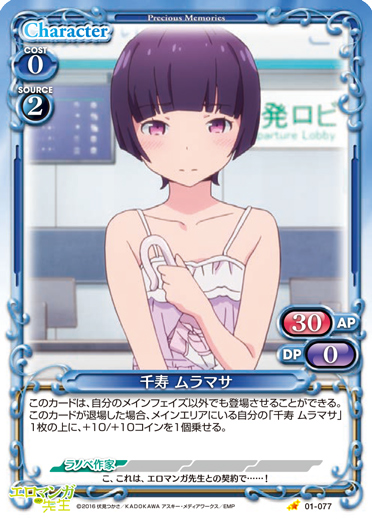 Precious Memories
Character
COST
0
SOURCE
2
発ロビ
parture Lobby
30 AP
DP 0
千寿 ムラマサ
このカードは、自分のメインフェイズ以外でも登場させることができる。
このカードが退場した場合、メインエリアにいる自分の「千寿 ムラマサ」
1枚の上に、+10/+10コインを1個乗せる。
ラノベ作家
こ、これは、エロマンガ先生との契約で……!
エロマンガ
先生
©2016 伏見つかさ/KADOKAWA アスキー・メディアワークス/EMP
01-077